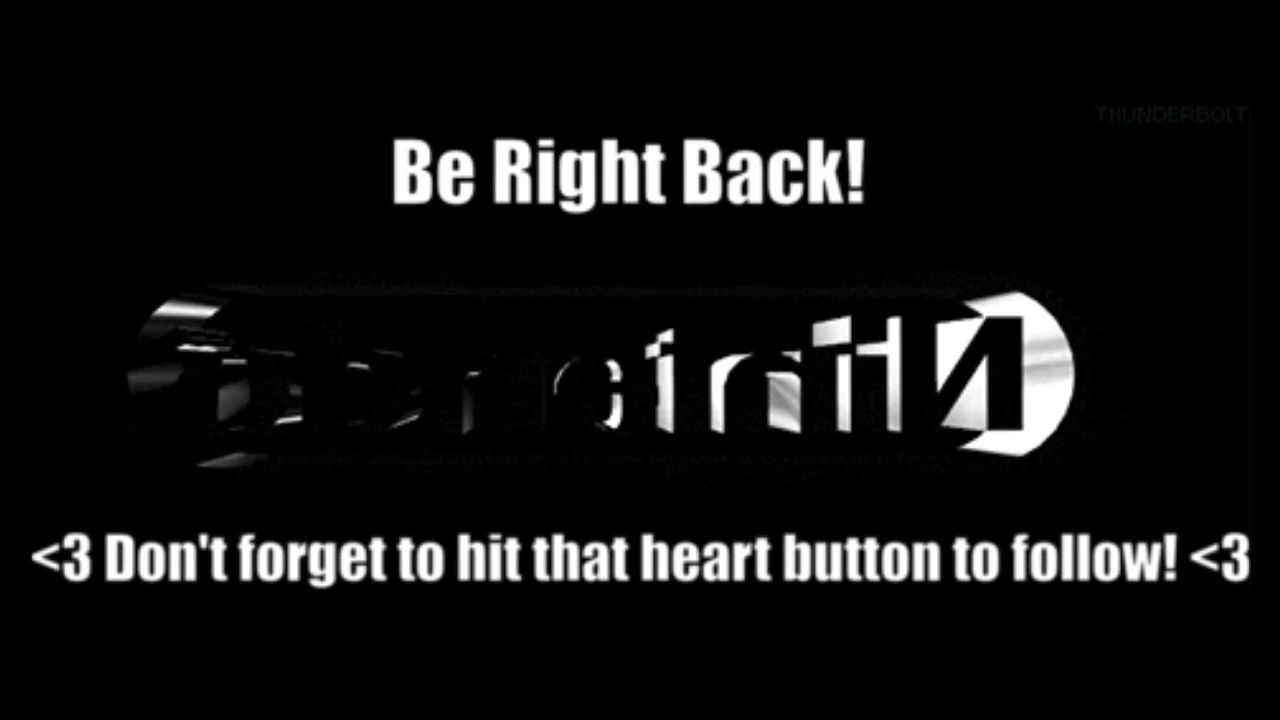 THUNDERBOLT
Be Right Back!
<3 Don't forget to hit that heart button to follow! <3